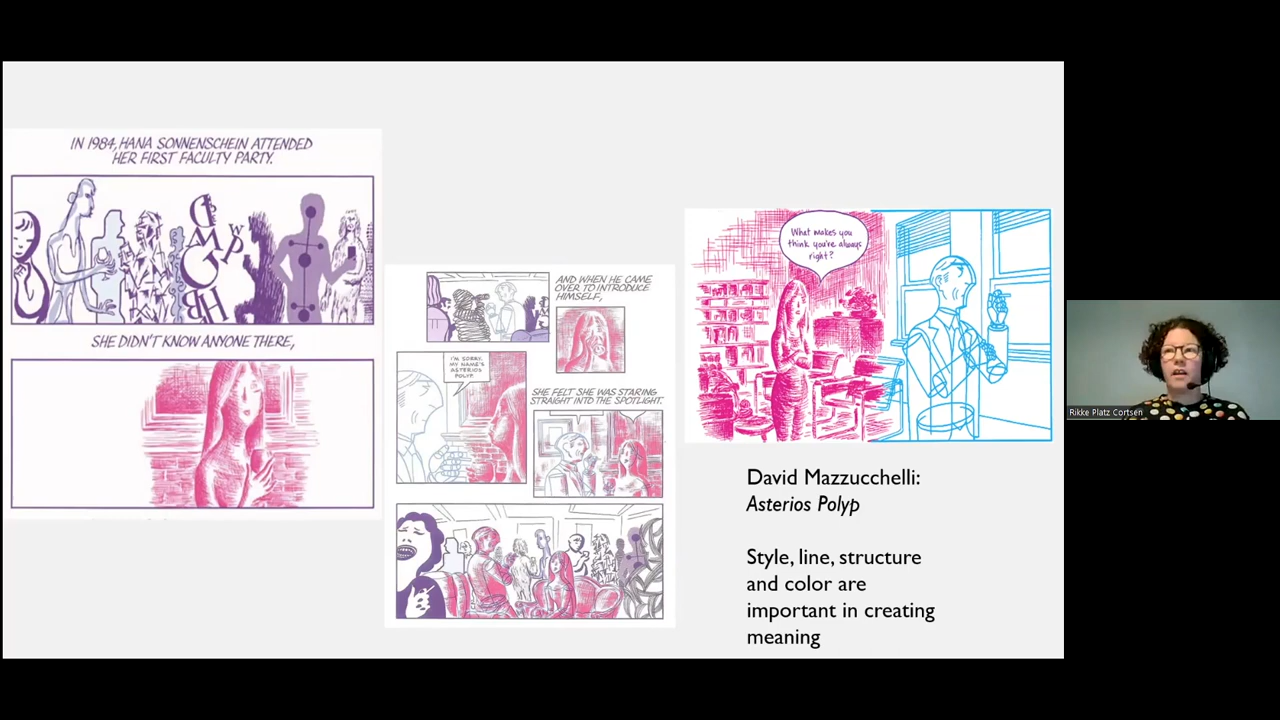 IN 1984, HANA SONNENSCHEIN ATTENDED
HER FIRST FACULTY PARTY.
SHE DIDN'T KNOW ANYONE THERE,
AND WHEN HE CAME
OVER TO INTRODUCE
HIMSELF,
I'M SORRY.
MY NAME'S
ASTERIOS
POLYP.
SHE FELT SHE WAS STARING
STRAIGHT INTO THE SPOTLIGHT.
What makes you
think you're always
right?
David Mazzucchelli:
Asterios Polyp
Style, line, structure
and color are
important in creating
meaning
Rikke Platz Cortsen